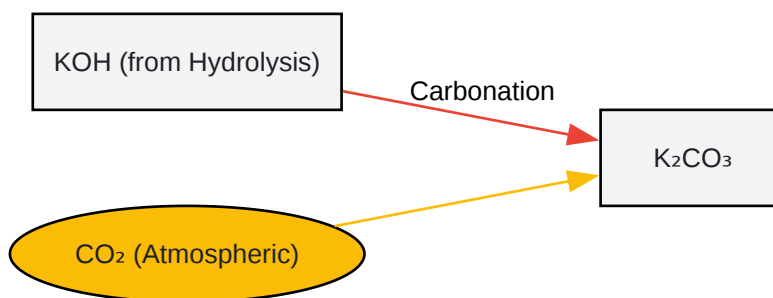 KOH (from Hydrolysis)
Carbonation
K₂CO₃
CO₂ (Atmospheric)